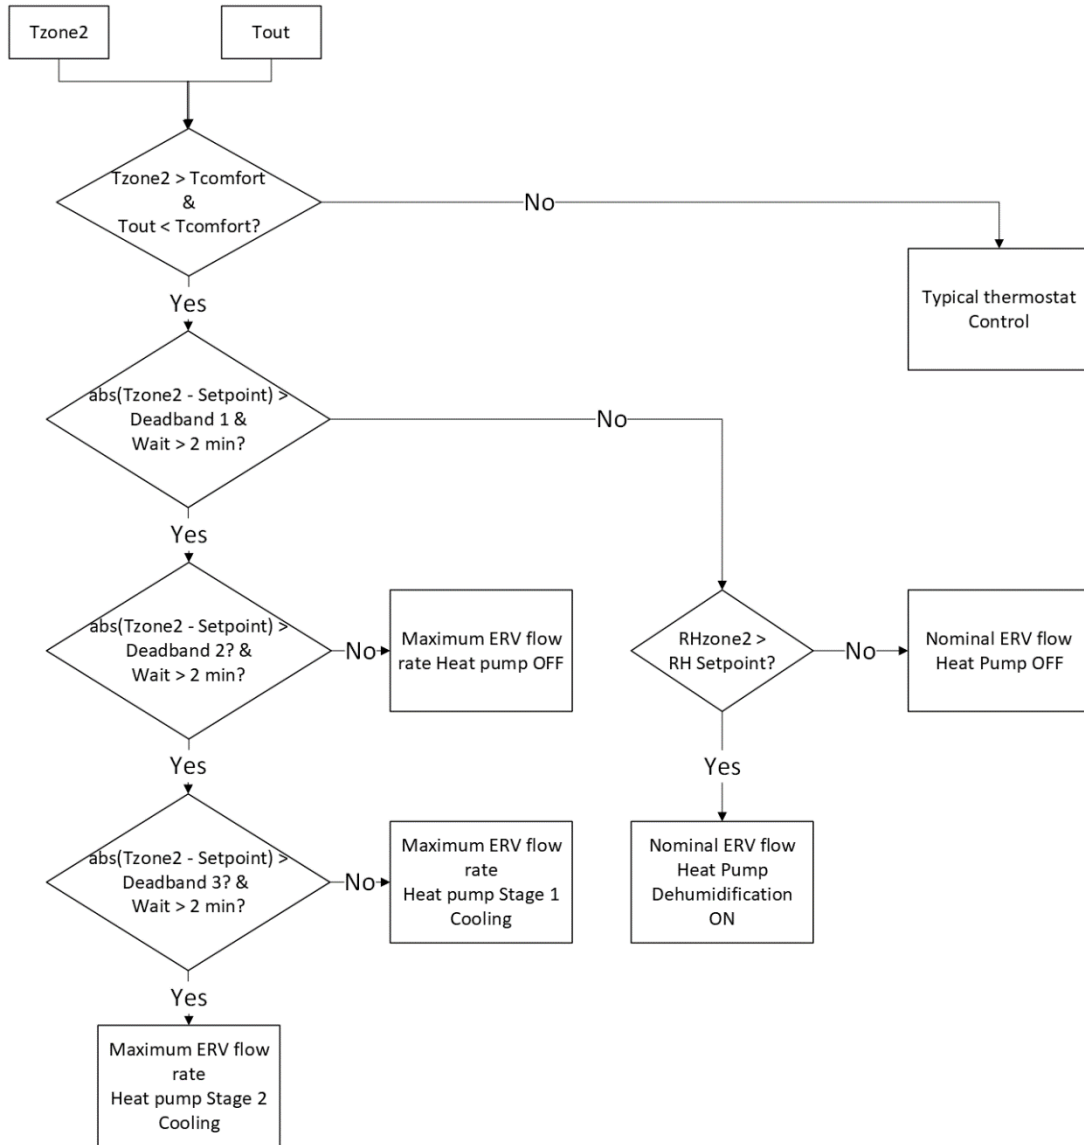 Tzone2
Tout
Tzone2 > Tcomfort
&
Tout < Tcomfort?
No
Typical thermostat
Control
Yes
abs(Tzone2 - Setpoint) >
Deadband 1 &
Wait > 2 min?
No
Yes
abs(Tzone2 - Setpoint) >
Deadband 2? &
Wait > 2 min?
No
Maximum ERV flow
rate Heat pump OFF
RHzone2 >
RH Setpoint?
No
Nominal ERV flow
Heat Pump OFF
Yes
Yes
abs(Tzone2 - Setpoint) >
Deadband 3? &
Wait > 2 min?
No
Maximum ERV flow
rate
Heat pump Stage 1
Cooling
Nominal ERV flow
Heat Pump
Dehumidification
ON
Yes
Maximum ERV flow
rate
Heat pump Stage 2
Cooling